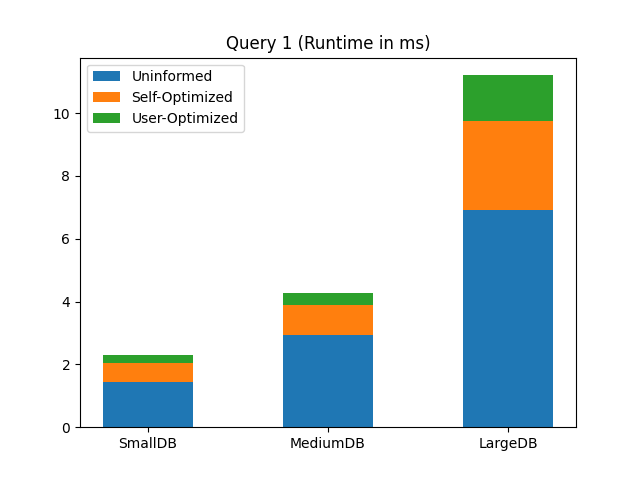 Query 1 (Runtime in ms)
Uninformed
Self-Optimized
User-Optimized
10
8
6
4
2
0
SmallDB
MediumDB
LargeDB